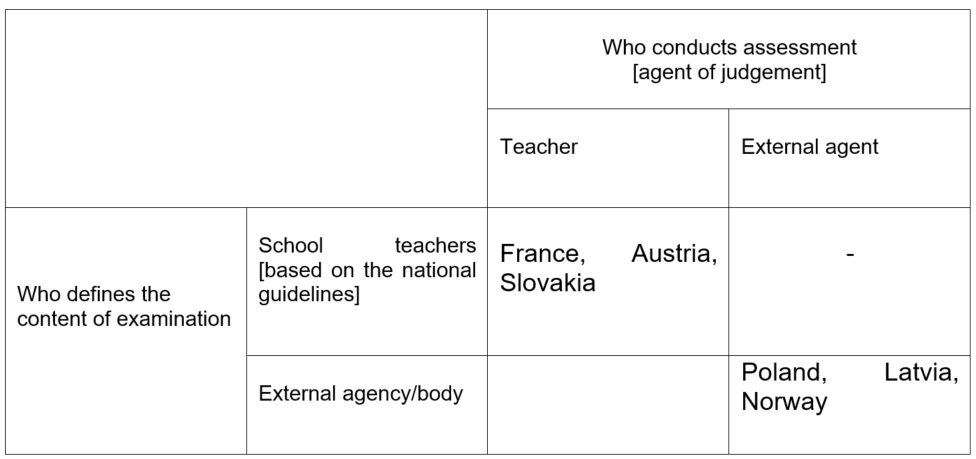 Who conducts assessment
[agent of judgement]
Teacher
External agent
Who defines the
content of examination
School teachers
[based on the national
guidelines]
France, Austria,
Slovakia
-
External agency/body
Poland, Latvia,
Norway